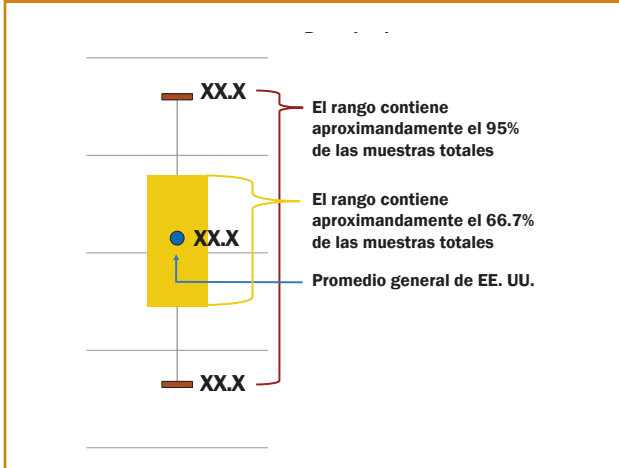 XX.X
El rango contiene
aproximandamente el 95%
de las muestras totales
El rango contiene
aproximandamente el 66.7%
de las muestras totales
XX.X
Promedio general de EE. UU.
XX.X